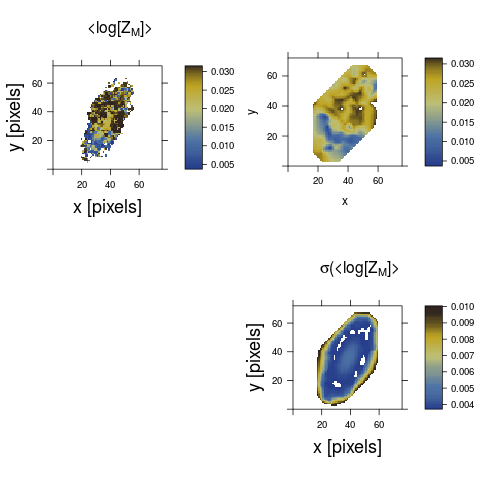 <log[Z_M]>
60
40
20
20 40 60
x [pixels]
y [pixels]
0.030
0.025
0.020
0.015
0.010
0.005
60
40
20
20 40 60
x
y
0.030
0.025
0.020
0.015
0.010
0.005
σ(<log[Z_M]>
60
40
20
20 40 60
x [pixels]
y [pixels]
0.010
0.009
0.008
0.007
0.006
0.005
0.004